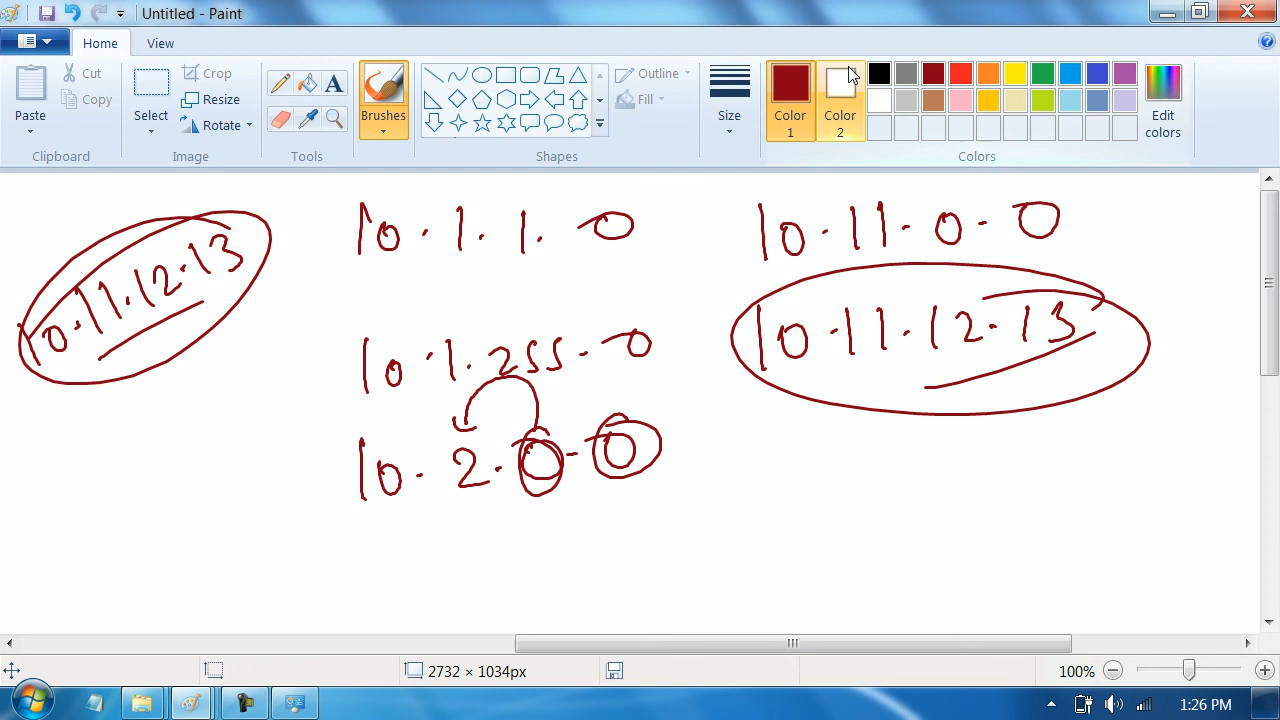 Untitled - Paint
Home
View
Paste
Cut
Copy
Clipboard
Select
Crop
Resize
Rotate
Image
A
Tools
Brushes
Outline
Fill
Shapes
Size
Color
1
Color
2
Edit
colors
Colors
10.11.12.13
10.1.1.0
10.1.255.0
10.2.0.0
10.11.0.0
10.11.12.13
2732 × 1034px
100%
1:26 PM